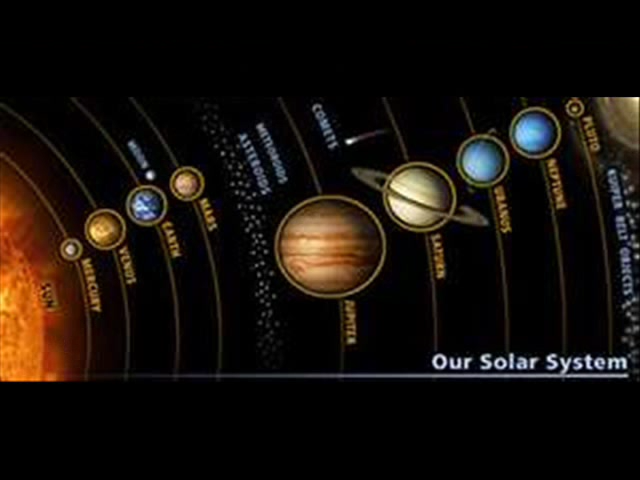 SUN
MERCURY
VENUS
MOON
EARTH
MARS
METEOROIDS
ASTEROIDS
COMETS
JUPITER
SATURN
URANUS
NEPTUNE
PLUTO
KUIPER BELT OBJECTS
Our Solar System